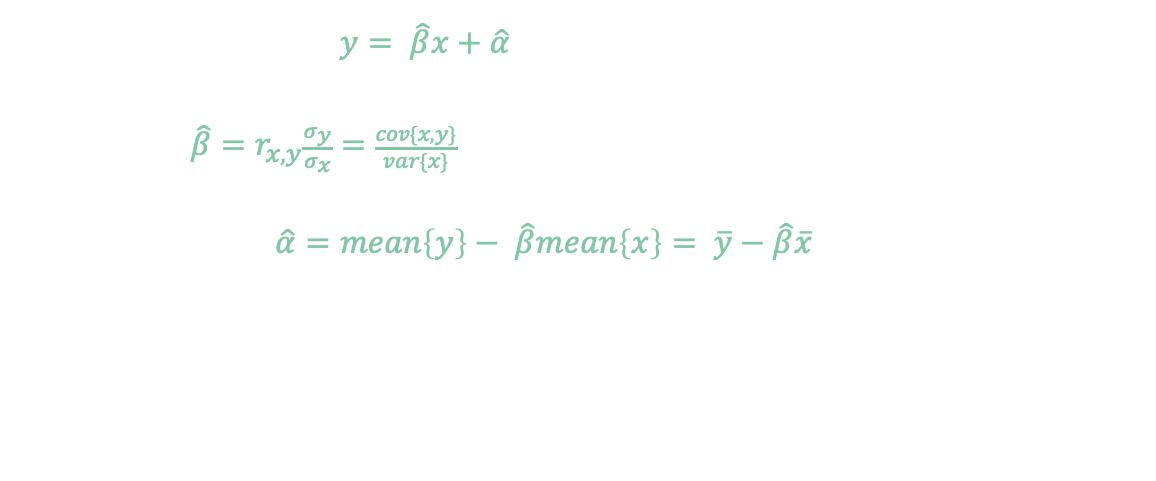 y = β̂x + α̂
β̂ = r_{x,y} σ_y/σ_x = cov{x,y}/var{x}
α̂ = mean{y} − β̂mean{x} = ȳ − β̂x̄